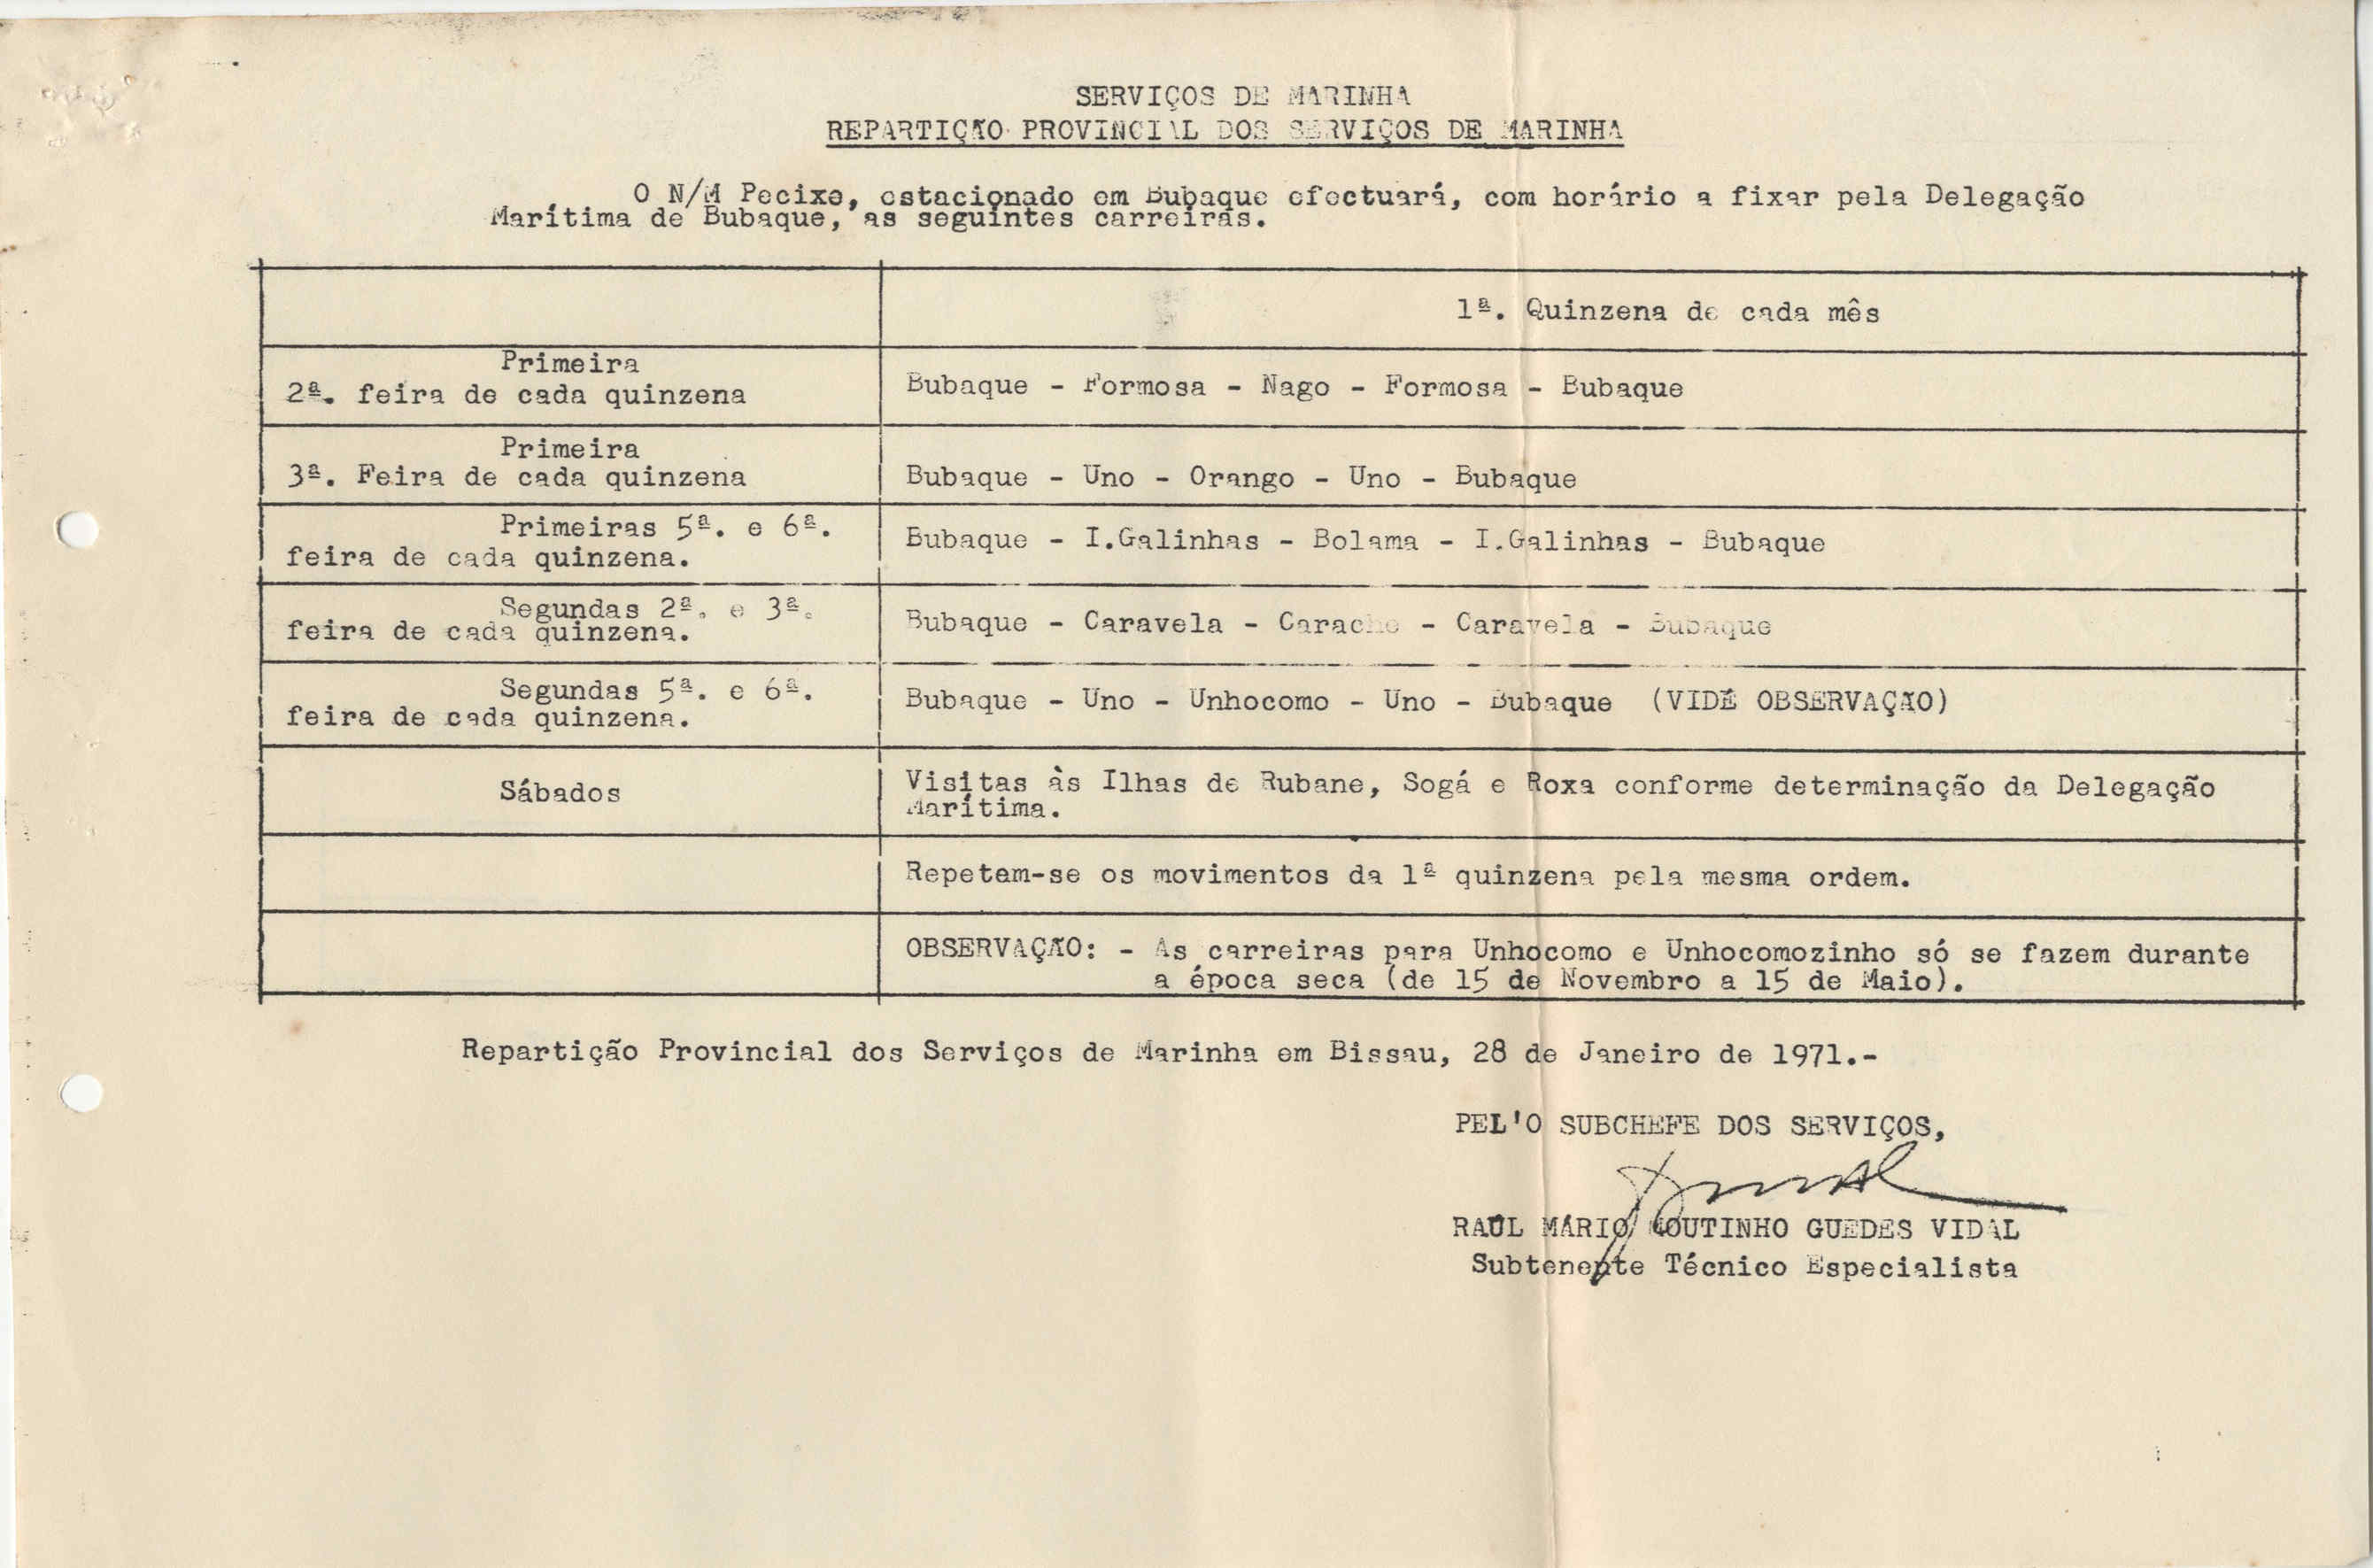 SERVIÇOS DE MARINHA
REPARTIÇÃO PROVINCIAL DOS SERVIÇOS DE MARINHA
O N/M Pecixe, estacionado em Bubaque efectuará, com horário a fixar pela Delegação
Marítima de Bubaque, as seguintes carreiras.
1ª. Quinzena de cada mês
Primeira
2ª. feira de cada quinzena
Bubaque - Formosa - Nago - Formosa - Bubaque
Primeira
3ª. Feira de cada quinzena
Bubaque - Uno - Orango - Uno - Bubaque
Primeiras 5ª. e 6ª.
feira de cada quinzena.
Bubaque - I.Galinhas - Bolama - I.Galinhas - Bubaque
Segundas 2ª. e 3ª.
feira de cada quinzena.
Bubaque - Caravela - Carache - Caravela - Bubaque
Segundas 5ª. e 6ª.
feira de cada quinzena.
Bubaque - Uno - Unhocomo - Uno - Bubaque (VIDÉ OBSERVAÇÃO)
Sábados
Visitas às Ilhas de Rubane, Sogá e Roxa conforme determinação da Delegação
Marítima.
Repetem-se os movimentos da 1ª quinzena pela mesma ordem.
OBSERVAÇÃO: - As carreiras para Unhocomo e Unhocomozinho só se fazem durante
a época seca (de 15 de Novembro a 15 de Maio).
Repartição Provincial dos Serviços de Marinha em Bissau, 28 de Janeiro de 1971.-
PEL'O SUBCHEFE DOS SERVIÇOS,
RAÚL MÁRIO MOUTINHO GUEDES VIDAL
Subtenente Técnico Especialista